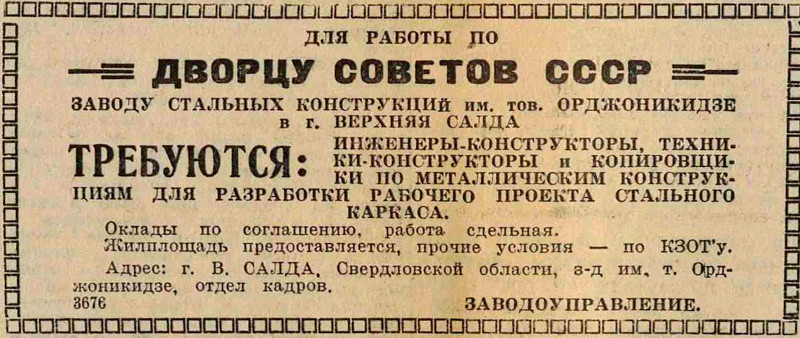 ДЛЯ РАБОТЫ ПО
ДВОРЦУ СОВЕТОВ СССР
ЗАВОДУ СТАЛЬНЫХ КОНСТРУКЦИЙ им. тов. ОРДЖОНИКИДЗЕ
в г. ВЕРХНЯЯ САЛДА
ТРЕБУЮТСЯ:
ИНЖЕНЕРЫ-КОНСТРУКТОРЫ, ТЕХНИ-
КИ-КОНСТРУКТОРЫ и КОПИРОВЩИ-
КИ ПО МЕТАЛЛИЧЕСКИМ КОНСТРУК-
ЦИЯМ ДЛЯ РАЗРАБОТКИ РАБОЧЕГО ПРОЕКТА СТАЛЬНОГО
КАРКАСА.
Оклады по соглашению, работа сдельная.
Жилплощадь предоставляется, прочие условия — по КЗОТ'у.
Адрес: г. В. САЛДА, Свердловской области, з-д им. т. Орд-
жоникидзе, отдел кадров.
3676
ЗАВОДОУПРАВЛЕНИЕ.